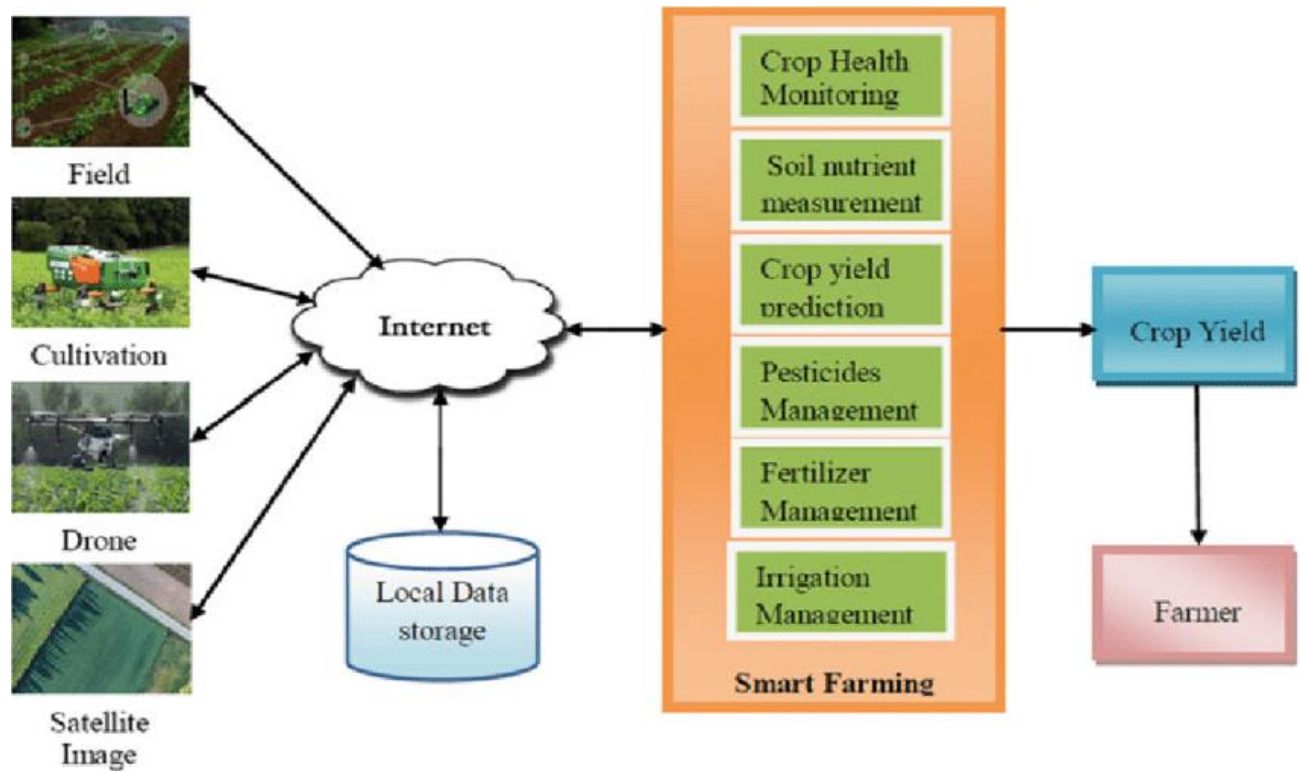 Field
Cultivation
Drone
Satellite
Image
Internet
Local Data
storage
Crop Health
Monitoring
Soil nutrient
measurement
Crop yield
prediction
Pesticides
Management
Fertilizer
Management
Irrigation
Management
Smart Farming
Crop Yield
Farmer